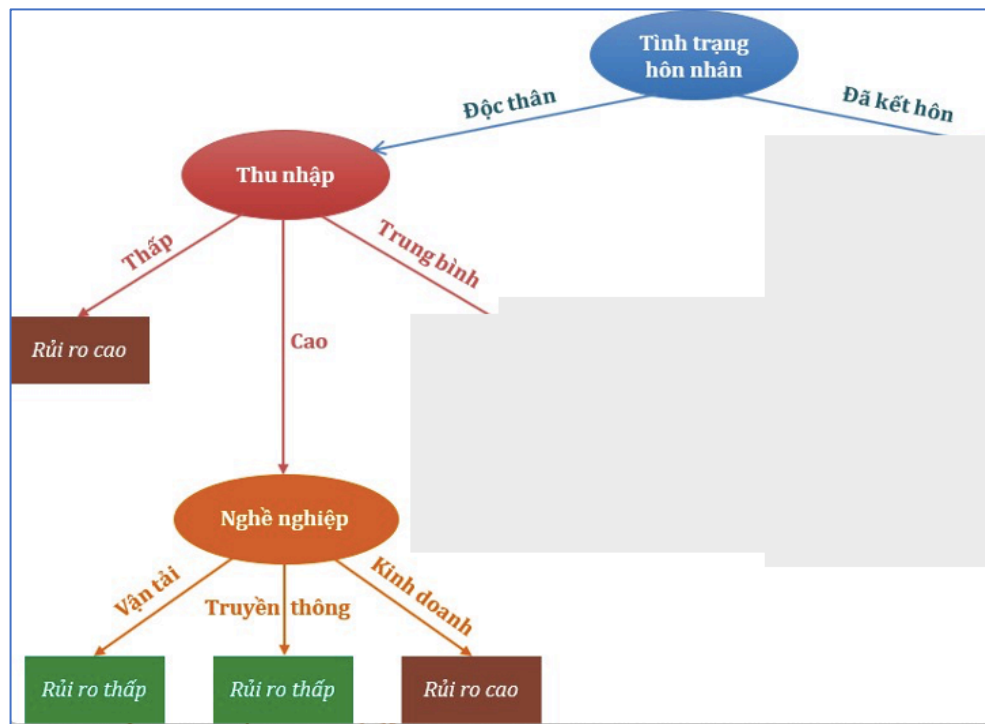 Tình trạng
hôn nhân
Độc thân
Đã kết hôn
Thu nhập
Thấp
Trung bình
Cao
Rủi ro cao
Nghề nghiệp
Vận tải
Truyền thông
Kinh doanh
Rủi ro thấp
Rủi ro thấp
Rủi ro cao